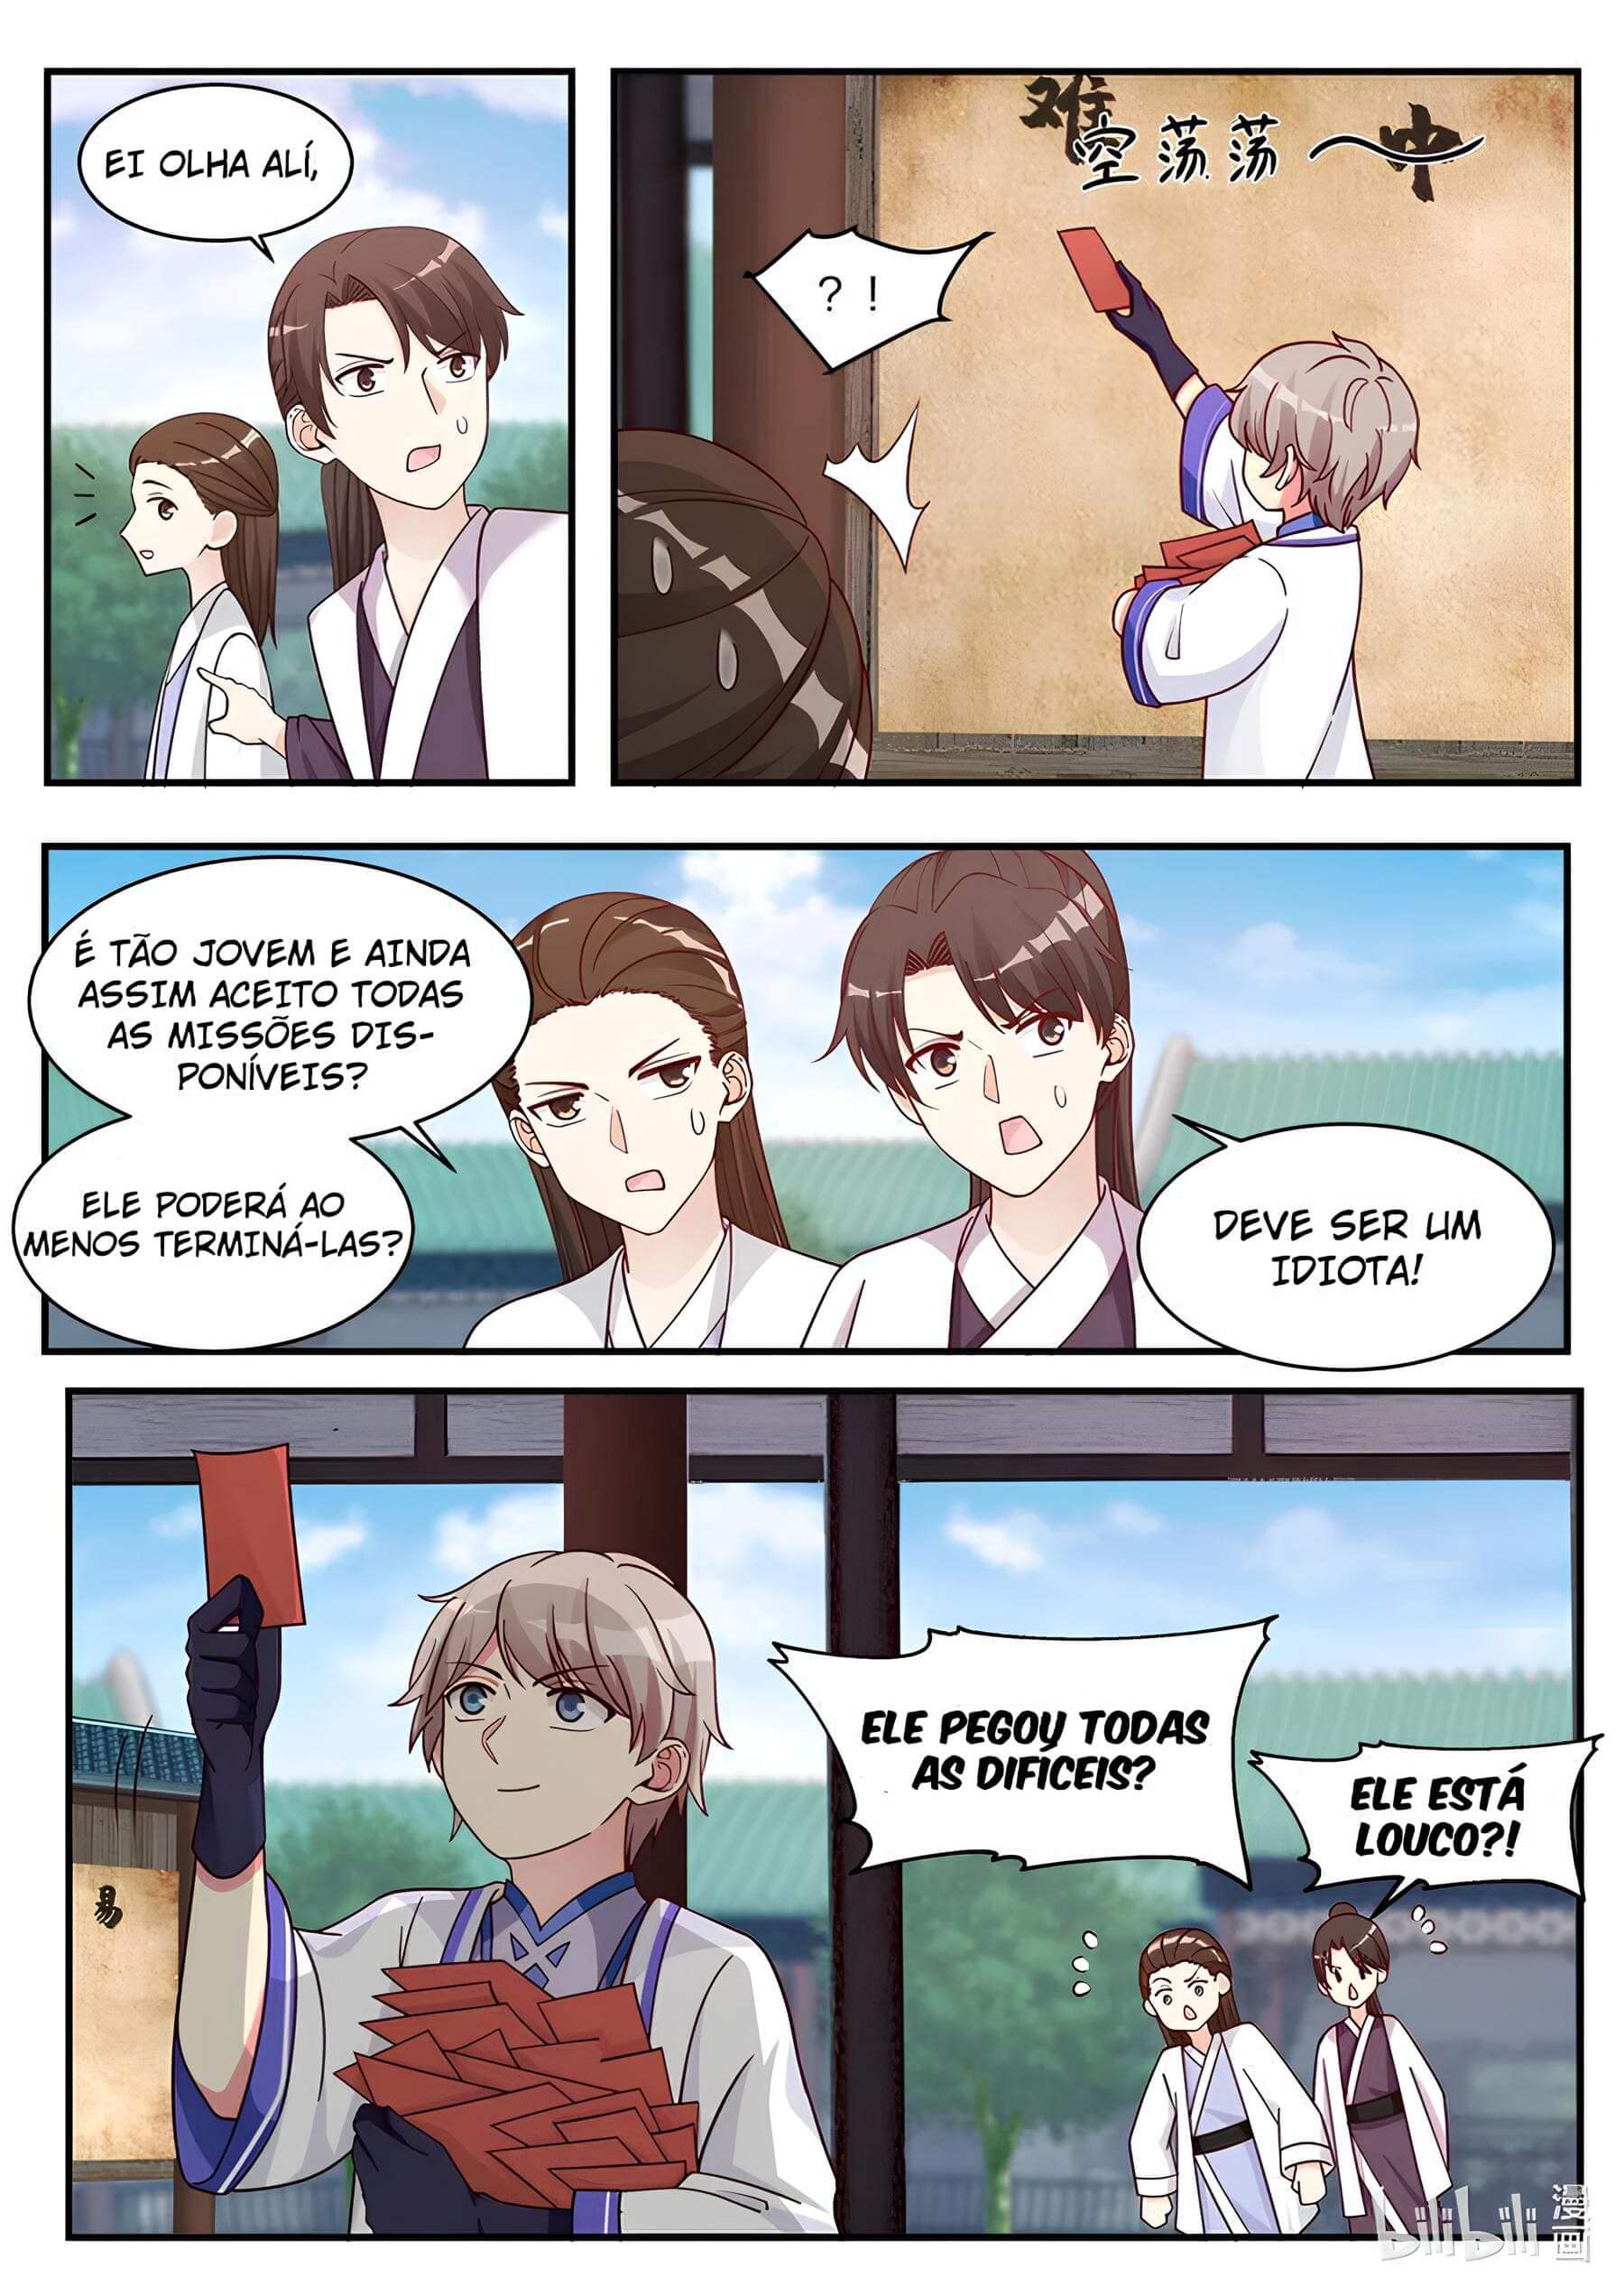 EI OLHA ALÍ,
难 中
空荡荡～
？！
É TÃO JOVEM E AINDA
ASSIM ACEITO TODAS
AS MISSÕES DIS-
PONÍVEIS?
ELE PODERÁ AO
MENOS TERMINÁ-LAS?
DEVE SER UM
IDIOTA!
易
ELE PEGOU TODAS
AS DIFÍCEIS?
ELE ESTÁ
LOUCO?!
bilibili
漫画